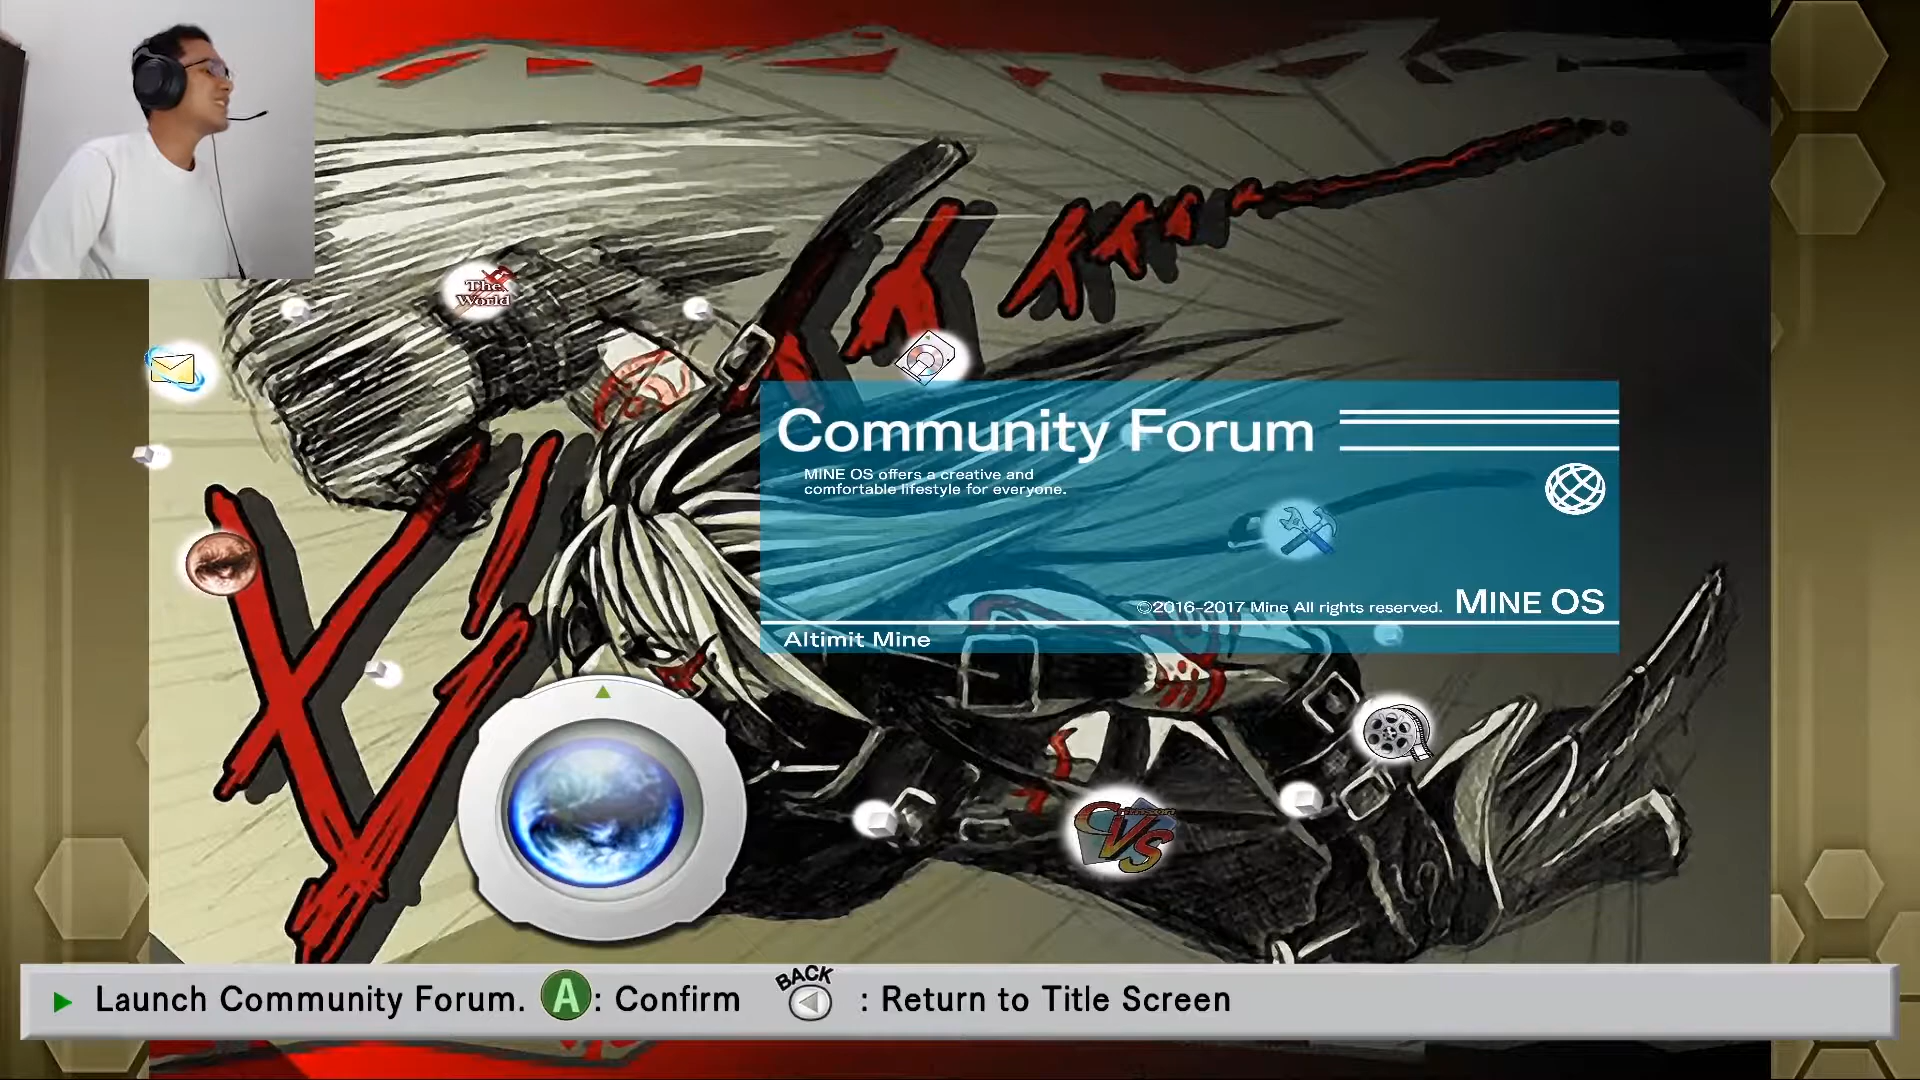 The
World
Community Forum
MINE OS offers a creative and
comfortable lifestyle for everyone.
©2016-2017 Mine All rights reserved. MINE OS
Altimit Mine
CVS
BACK
Launch Community Forum. A : Confirm : Return to Title Screen